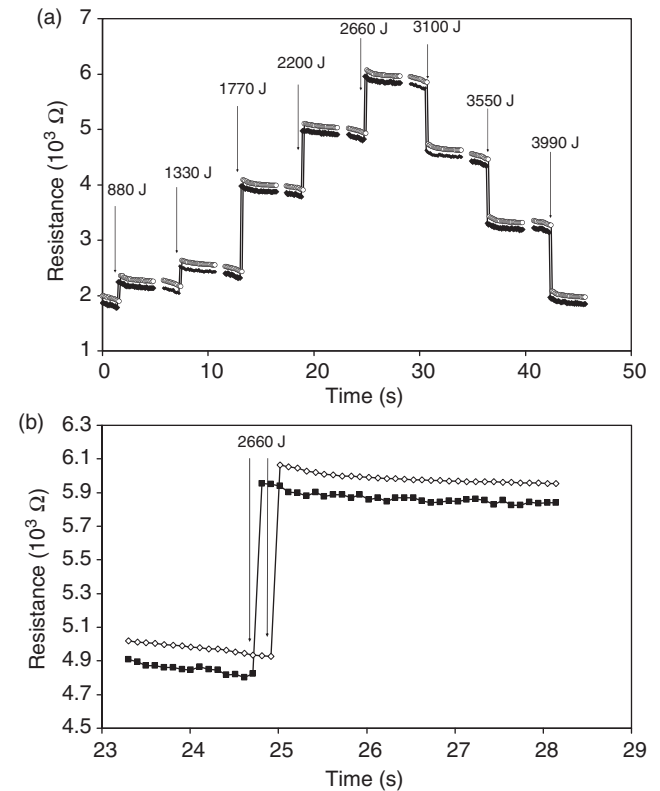 (a)
7
6
5
4
3
2
1
Resistance (10³ Ω)
880 J
1330 J
1770 J
2200 J
2660 J
3100 J
3550 J
3990 J
0 10 20 30 40 50
Time (s)
(b)
6.3
6.1
5.9
5.7
5.5
5.3
5.1
4.9
4.7
4.5
Resistance (10³ Ω)
2660 J
23 24 25 26 27 28 29
Time (s)